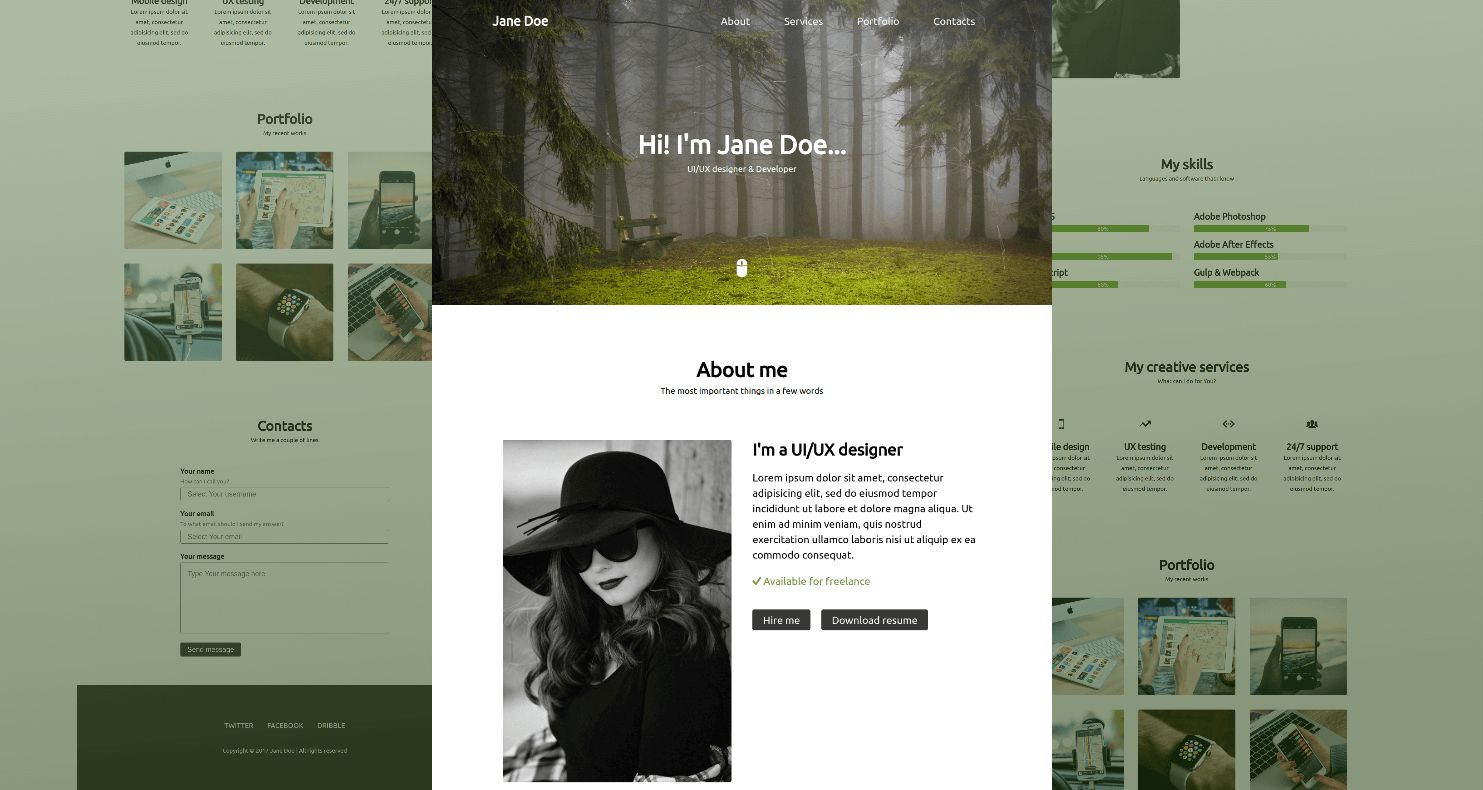 Mobile design
UX testing
Development
24/7 support
Lorem ipsum dolor sit
amet, consectetur
adipisicing elit, sed do
eiusmod tempor.
Lorem ipsum dolor sit
amet, consectetur
adipisicing elit, sed do
eiusmod tempor.
Lorem ipsum dolor sit
amet, consectetur
adipisicing elit, sed do
eiusmod tempor.
Lorem ipsum dolor sit
amet, consectetur
adipisicing elit, sed
eiusmod tempor.
Portfolio
My recent works
Contacts
Write me a couple of lines
Your name
How can I call you?
Select Your username
Your email
To what email should I send my answer?
Select Your email
Your message
Type Your message here
Send message
TWITTER FACEBOOK DRIBBLE
Copyright © 2017 Jane Doe | All rights reserved
Jane Doe
About Services Portfolio Contacts
Hi! I'm Jane Doe...
UI/UX designer & Developer
About me
The most important things in a few words
I'm a UI/UX designer
Lorem ipsum dolor sit amet, consectetur
adipisicing elit, sed do eiusmod tempor
incididunt ut labore et dolore magna aliqua. Ut
enim ad minim veniam, quis nostrud
exercitation ullamco laboris nisi ut aliquip ex ea
commodo consequat.
Available for freelance
Hire me
Download resume
My skills
Languages and software that I know
5
80%
95%
cript
60%
Adobe Photoshop
75%
Adobe After Effects
55%
Gulp & Webpack
60%
My creative services
What can I do for You?
ile design
psum dolor sit
consectetur
ing elit, sed do
mod tempor.
UX testing
Lorem ipsum dolor sit
amet, consectetur
adipisicing elit, sed do
eiusmod tempor.
Development
Lorem ipsum dolor sit
amet, consectetur
adipisicing elit, sed do
eiusmod tempor.
24/7 support
Lorem ipsum dolor sit
amet, consectetur
adipisicing elit, sed do
eiusmod tempor.
Portfolio
My recent works